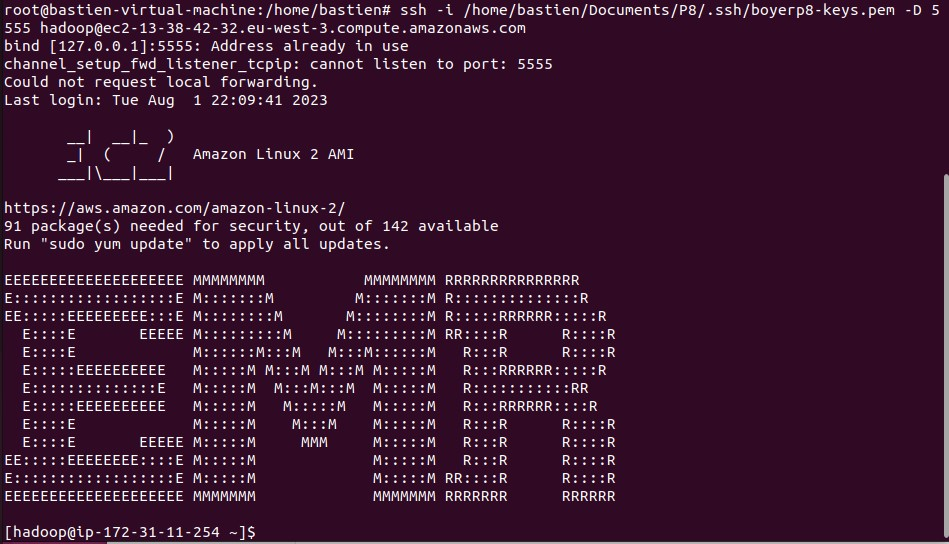 root@bastien-virtual-machine:/home/bastien# ssh -i /home/bastien/Documents/P8/.ssh/boyerp8-keys.pem -D 5
555 hadoop@ec2-13-38-42-32.eu-west-3.compute.amazonaws.com
bind [127.0.0.1]:5555: Address already in use
channel_setup_fwd_listener_tcpip: cannot listen to port: 5555
Could not request local forwarding.
Last login: Tue Aug  1 22:09:41 2023

       __|  __|_  )
       _|  (     /   Amazon Linux 2 AMI
      ___|\___|___|

https://aws.amazon.com/amazon-linux-2/
91 package(s) needed for security, out of 142 available
Run "sudo yum update" to apply all updates.

EEEEEEEEEEEEEEEEEEEE MMMMMMMM           MMMMMMMM RRRRRRRRRRRRRRR
E::::::::::::::::::E M:::::::M         M:::::::M R::::::::::::::R
EE:::::EEEEEEEEE:::E M::::::::M       M::::::::M R:::::RRRRRR:::::R
  E::::E       EEEEE M:::::::::M     M:::::::::M RR::::R      R::::R
  E::::E             M::::::M:::M   M:::M::::::M   R:::R      R::::R
  E:::::EEEEEEEEEE   M:::::M M:::M M:::M M:::::M   R:::RRRRRR:::::R
  E::::::::::::::E   M:::::M  M:::M:::M  M:::::M   R:::::::::::RR
  E:::::EEEEEEEEEE   M:::::M   M:::::M   M:::::M   R:::RRRRRR::::R
  E::::E             M:::::M    M:::M    M:::::M   R:::R      R::::R
  E::::E       EEEEE M:::::M     MMM     M:::::M   R:::R      R::::R
EE:::::EEEEEEEE::::E M:::::M             M:::::M   R:::R      R::::R
E::::::::::::::::::E M:::::M             M:::::M RR::::R      R::::R
EEEEEEEEEEEEEEEEEEEE MMMMMMM             MMMMMMM RRRRRRR      RRRRRR

[hadoop@ip-172-31-11-254 ~]$